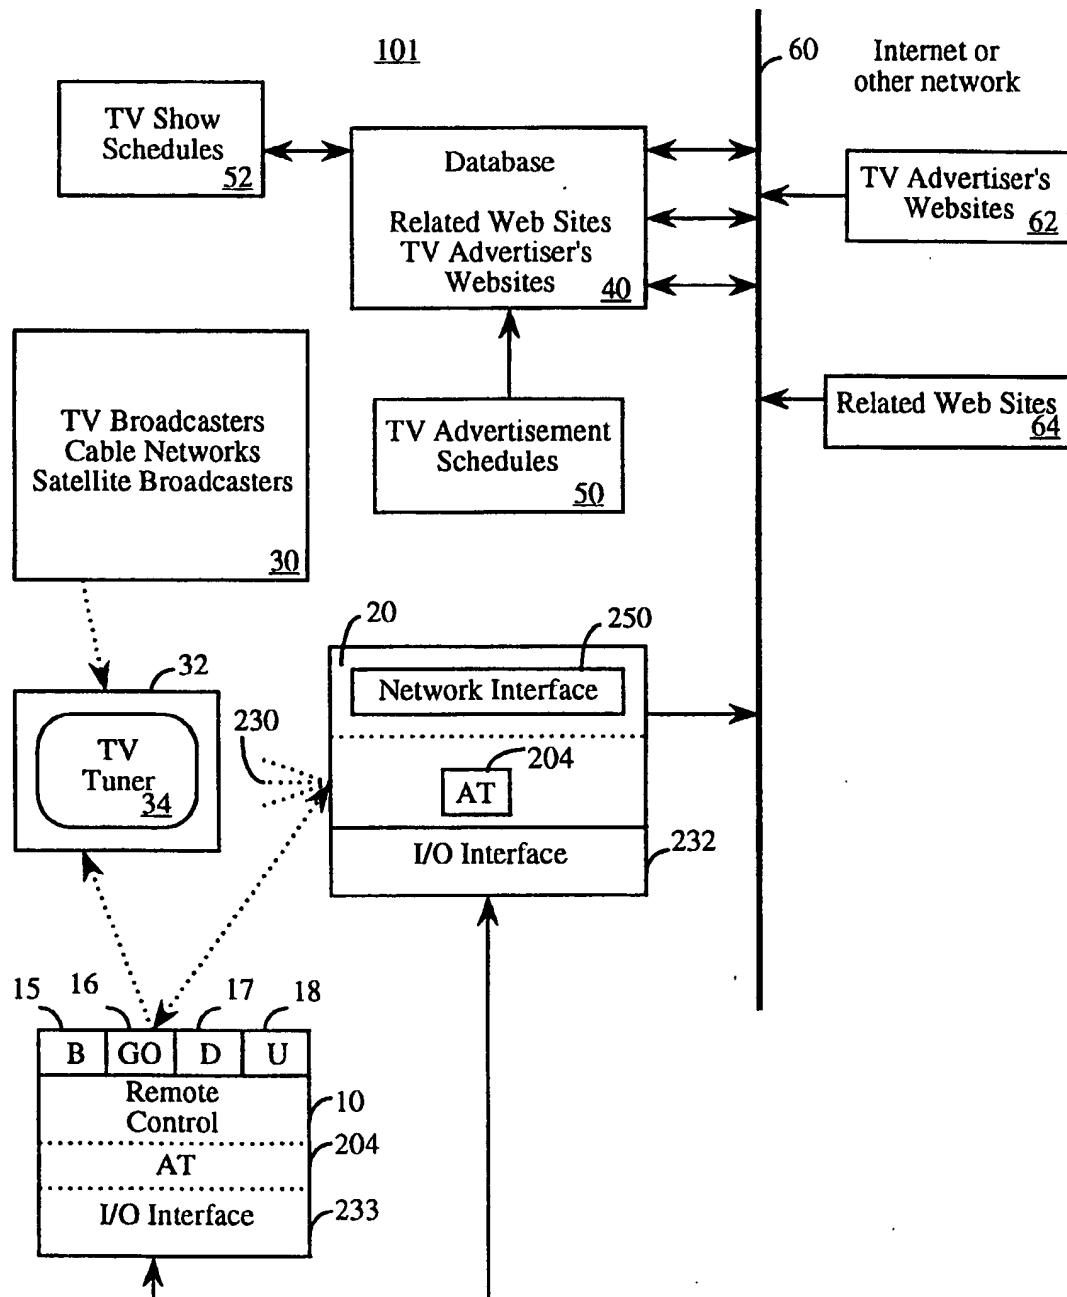 101
60
Internet or
other network
TV Show
Schedules
52
Database
Related Web Sites
TV Advertiser's
Websites
40
TV Advertiser's
Websites
62
TV Broadcasters
Cable Networks
Satellite Broadcasters
30
TV Advertisement
Schedules
50
Related Web Sites
64
20
250
Network Interface
32
TV
Tuner
34
230
204
AT
I/O Interface
232
15
16
17
18
B
GO
D
U
Remote
Control
10
204
AT
I/O Interface
233